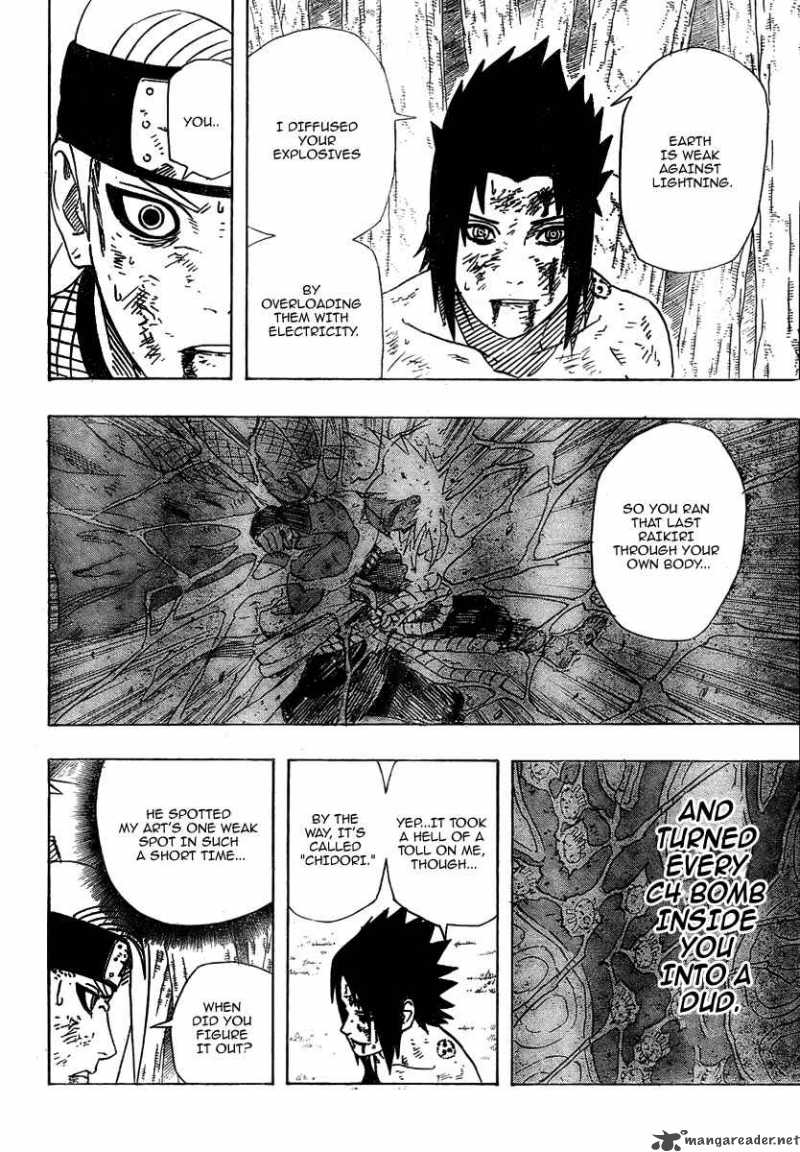 EARTH
IS WEAK
AGAINST
LIGHTNING.
I DIFFUSED
YOUR
EXPLOSIVES
BY
OVERLOADING
THEM WITH
ELECTRICITY.
YOU..
SO YOU RAN
THAT LAST
RAIKIRI
THROUGH YOUR
OWN BODY...
AND
TURNED
EVERY
C4 BOMB
INSIDE
YOU
INTO A
DUD.
YEP...IT TOOK
A HELL OF A
TOLL ON ME,
THOUGH...
BY THE
WAY, IT'S
CALLED
"CHIDORI."
HE SPOTTED
MY ART'S ONE WEAK
SPOT IN SUCH
A SHORT TIME...
WHEN
DID YOU
FIGURE
IT OUT?
mangareader.net